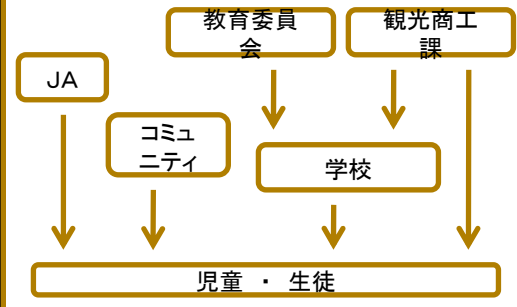 教育委員
会
観光商工
課
JA
コミュ
ニティ
学校
児童 ・ 生徒